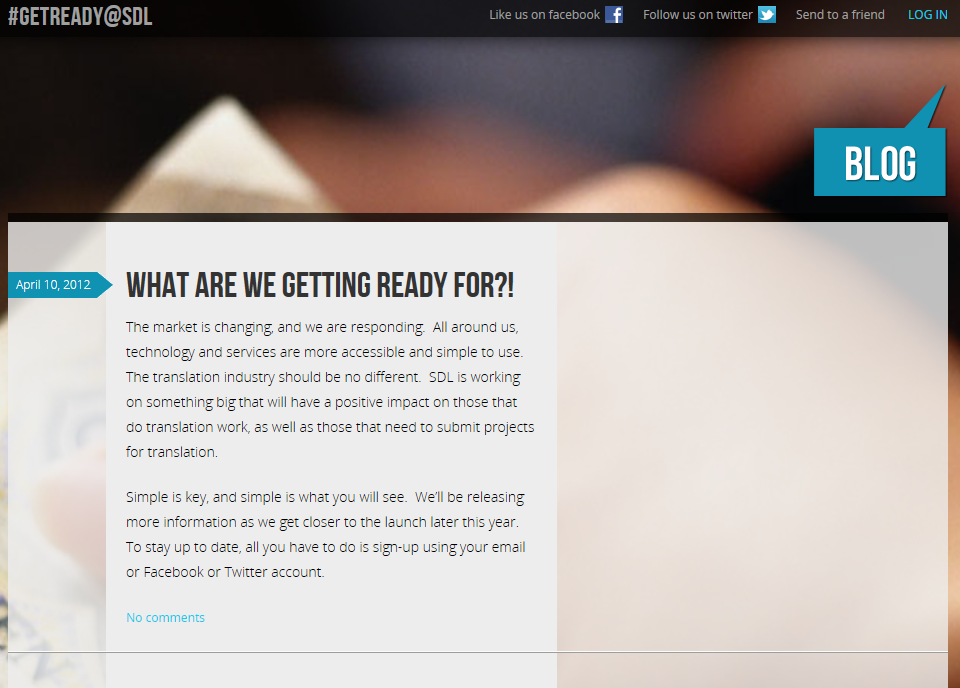 #GETREADY@SDL
Like us on facebook Follow us on twitter Send to a friend LOG IN
BLOG
April 10, 2012
WHAT ARE WE GETTING READY FOR?!
The market is changing, and we are responding. All around us,
technology and services are more accessible and simple to use.
The translation industry should be no different. SDL is working
on something big that will have a positive impact on those that
do translation work, as well as those that need to submit projects
for translation.
Simple is key, and simple is what you will see. We'll be releasing
more information as we get closer to the launch later this year.
To stay up to date, all you have to do is sign-up using your email
or Facebook or Twitter account.
No comments